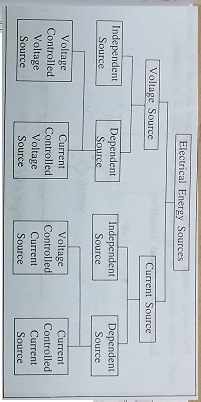 Electrical Energy Sources
Voltage Source
Current Source
Independent
Source
Dependent
Source
Independent
Source
Dependent
Source
Voltage
Controlled
Voltage
Source
Current
Controlled
Voltage
Source
Voltage
Controlled
Current
Source
Current
Controlled
Current
Source